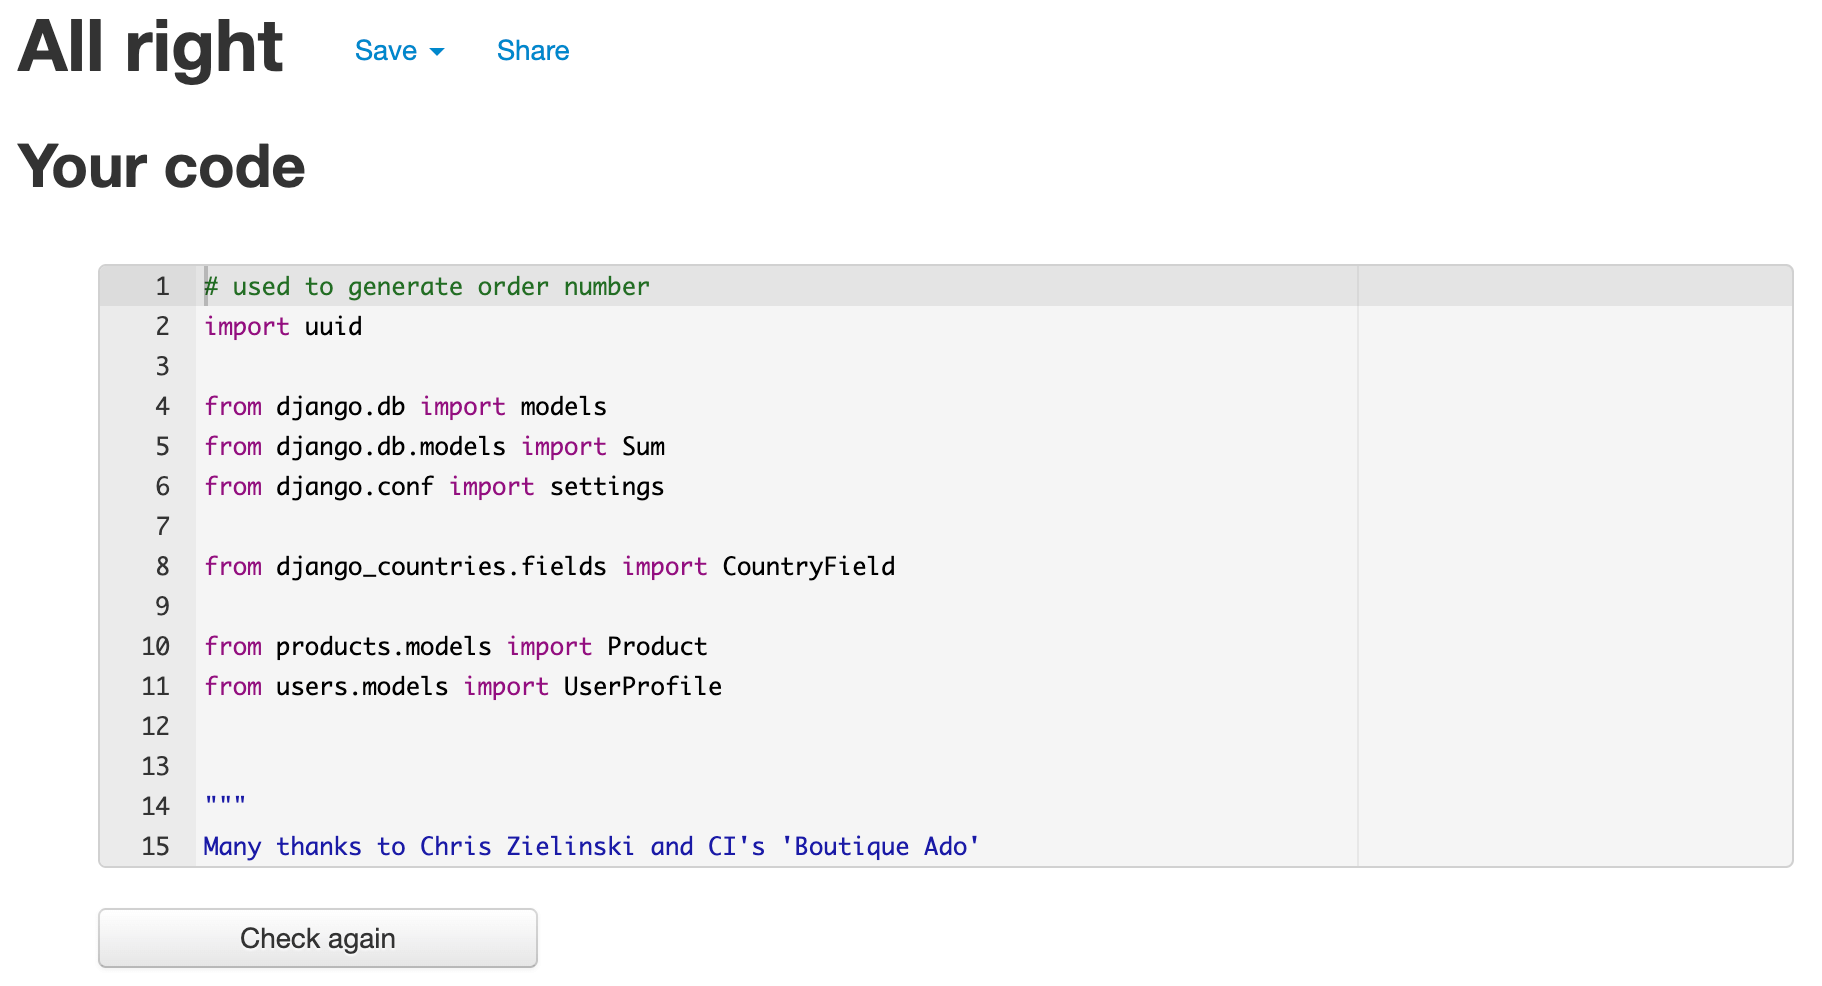 All right Save Share
Your code
1 # used to generate order number
2 import uuid
3
4 from django.db import models
5 from django.db.models import Sum
6 from django.conf import settings
7
8 from django_countries.fields import CountryField
9
10 from products.models import Product
11 from users.models import UserProfile
12
13
14 """
15 Many thanks to Chris Zielinski and CI's 'Boutique Ado'
Check again